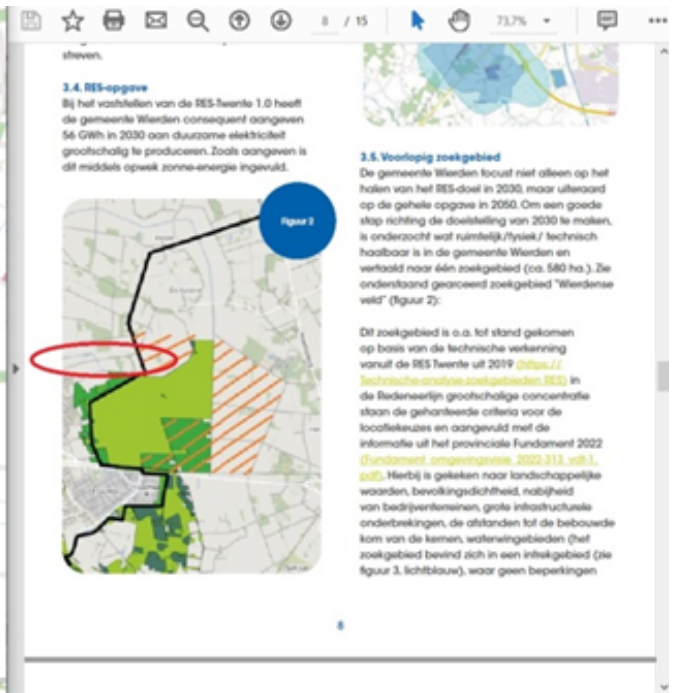 8 / 15
73,7%
streven.
3.4. RES-opgave
Bij het vaststellen van de RES-Twente 1.0 heeft
de gemeente Wierden consequent aangeven
56 GWh in 2030 aan duurzame elektriciteit
grootschalig te produceren. Zoals aangeven is
dit middels opwek zonne-energie ingevuld.
Figuur 2
3.5. Voorlopig zoekgebied
De gemeente Wierden focust niet alleen op het
halen van het RES-doel in 2030, maar uiteraard
op de gehele opgave in 2050. Om een goede
stap richting de doelstelling van 2030 te maken,
is onderzocht wat ruimtelijk/fysiek/ technisch
haalbaar is in de gemeente Wierden en
vertaald naar één zoekgebied (ca. 580 ha.). Zie
onderstaand gearceerd zoekgebied "Wierdense
veld" (figuur 2):
Dit zoekgebied is o.a. tot stand gekomen
op basis van de technische verkenning
vanuit de RES Twente uit 2019 (https://
Technische-analyse-zoekgebieden RES) in
de Redeneerlijn grootschalige concentratie
staan de gehanteerde criteria voor de
locatiekeuzes en aangevuld met de
informatie uit het provinciale Fundament 2022
(Fundament omgevingsvisie 2022-313 vdf-1.
pdf). Hierbij is gekeken naar landschappelijke
waarden, bevolkingsdichtheid, nabijheid
van bedrijventerreinen, grote infrastructurele
onderbrekingen, de afstanden tot de bebouwde
kom van de kernen, waterwingebieden (het
zoekgebied bevind zich in een intrekgebied (zie
figuur 3, lichtblauw), waar geen beperkingen
8